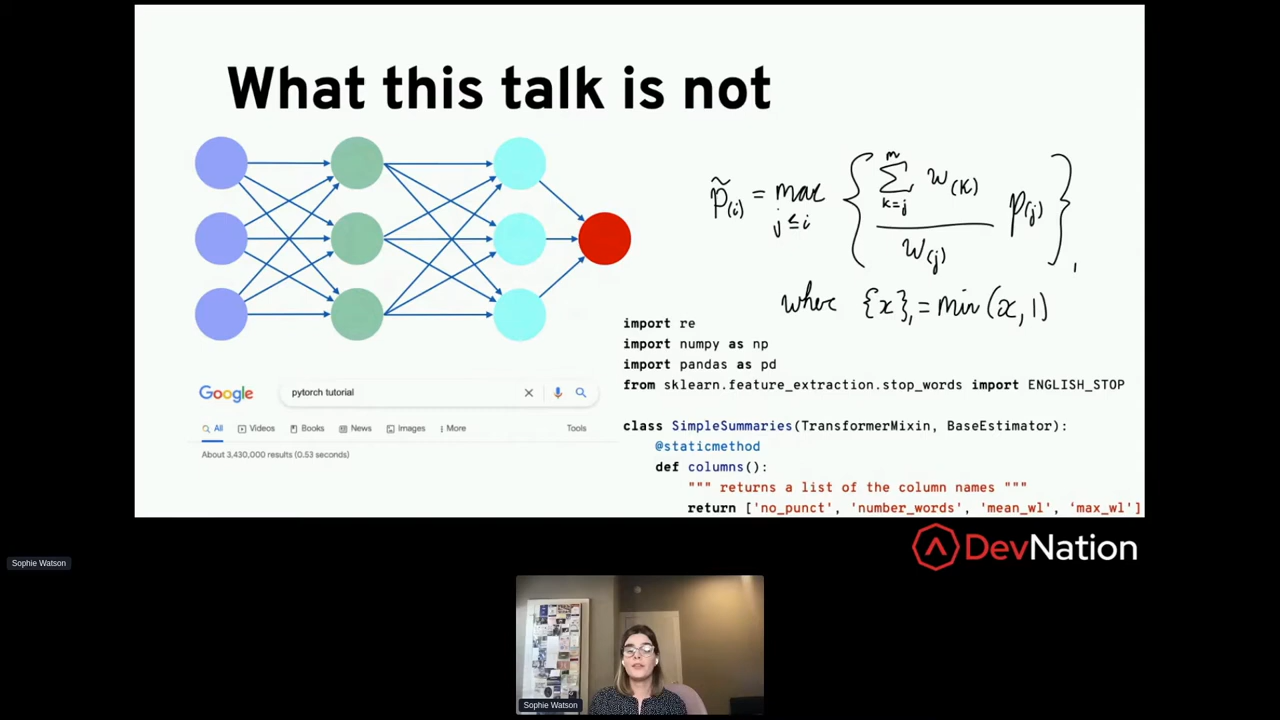 What this talk is not
p̃(i) = max j≤i { ∑ k=j m w(k) / w(j) p(j) } 1
where {x}1 = min(x,1)
import re
import numpy as np
import pandas as pd
from sklearn.feature_extraction.stop_words import ENGLISH_STOP
class SimpleSummaries(TransformerMixin, BaseEstimator):
@staticmethod
def columns():
""" returns a list of the column names """
return ['no_punct', 'number_words', 'mean_wl', 'max_wl']
Google
pytorch tutorial
All Videos Books News Images More Tools
About 3,430,000 results (0.53 seconds)
DevNation
Sophie Watson
Sophie Watson